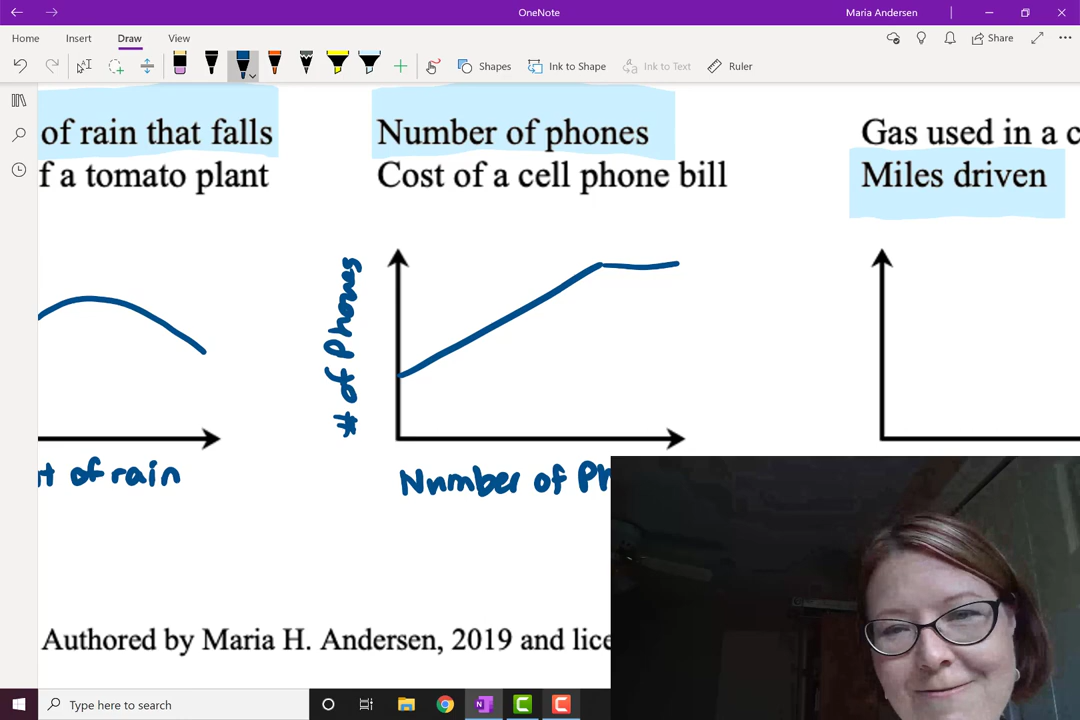 OneNote
Maria Andersen
Home
Insert
Draw
View
Share
Shapes
Ink to Shape
Ink to Text
Ruler
of rain that falls
f a tomato plant
Number of phones
Cost of a cell phone bill
Gas used in a c
Miles driven
# of Phones
of rain
Number of Ph
Authored by Maria H. Andersen, 2019 and lice
Type here to search